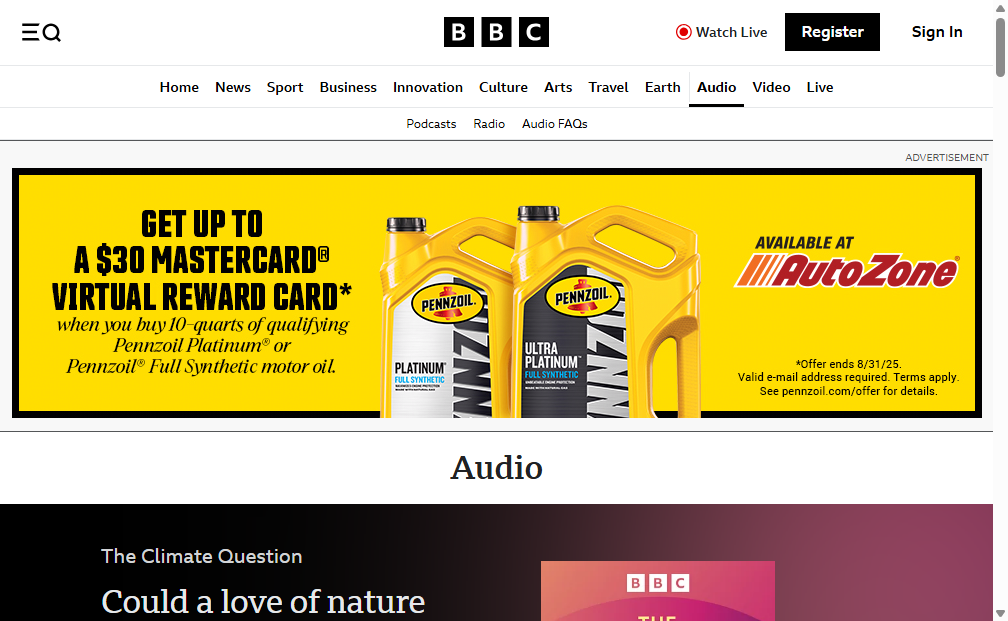 BBC
Watch Live
Register
Sign In
Home News Sport Business Innovation Culture Arts Travel Earth Audio Video Live
Podcasts Radio Audio FAQs
ADVERTISEMENT
GET UP TO
A $30 MASTERCARD®
VIRTUAL REWARD CARD*
when you buy 10-quarts of qualifying
Pennzoil Platinum® or
Pennzoil® Full Synthetic motor oil.
PENNZOIL.
PLATINUM™
FULL SYNTHETIC
PENNZOIL.
ULTRA
PLATINUM™
FULL SYNTHETIC
AVAILABLE AT
AutoZone®
*Offer ends 8/31/25.
Valid e-mail address required. Terms apply.
See pennzoil.com/offer for details.
Audio
The Climate Question
Could a love of nature
BBC
THE